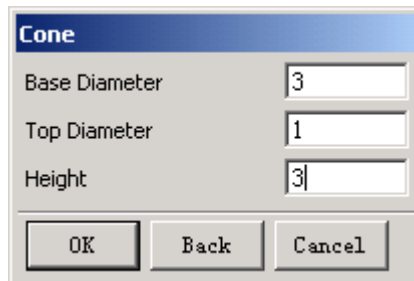 Cone
Base Diameter 3
Top Diameter 1
Height 3
OK Back Cancel